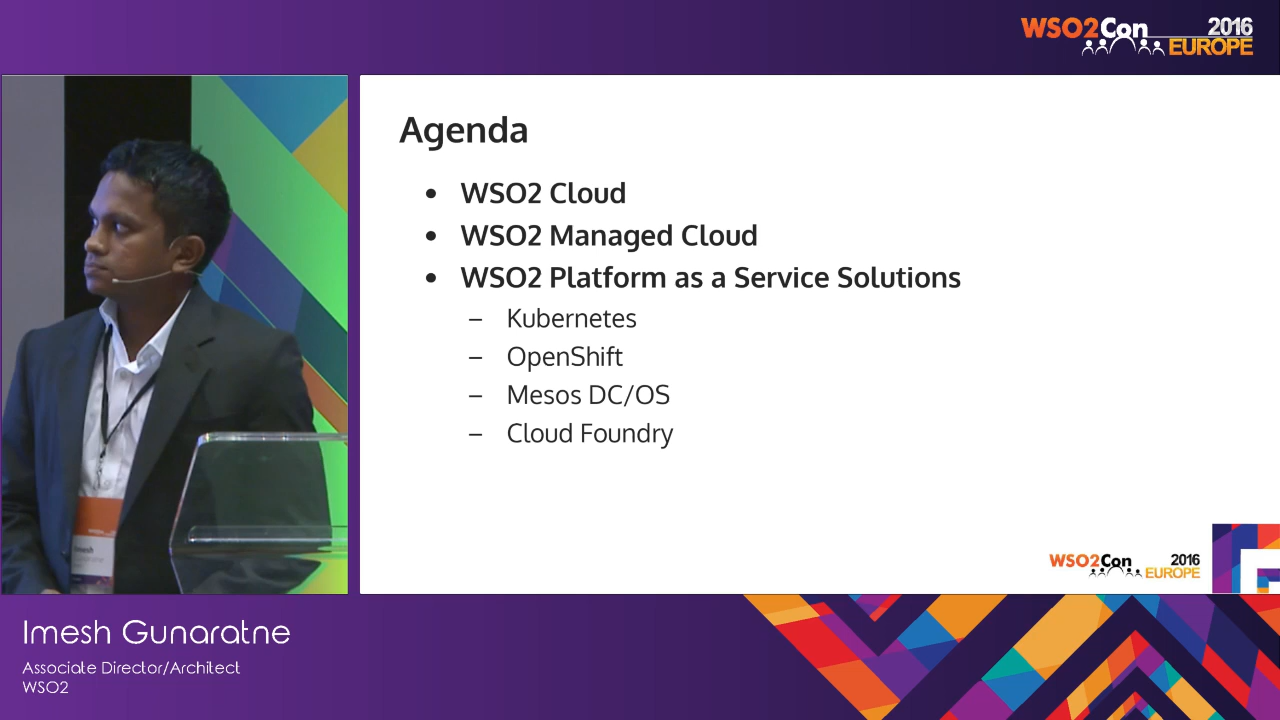 WSO2Con 2016
EUROPE
Agenda
• WSO2 Cloud
• WSO2 Managed Cloud
• WSO2 Platform as a Service Solutions
– Kubernetes
– OpenShift
– Mesos DC/OS
– Cloud Foundry
WSO2Con 2016
EUROPE
Imesh
Imesh Gunaratne
Associate Director/Architect
WSO2